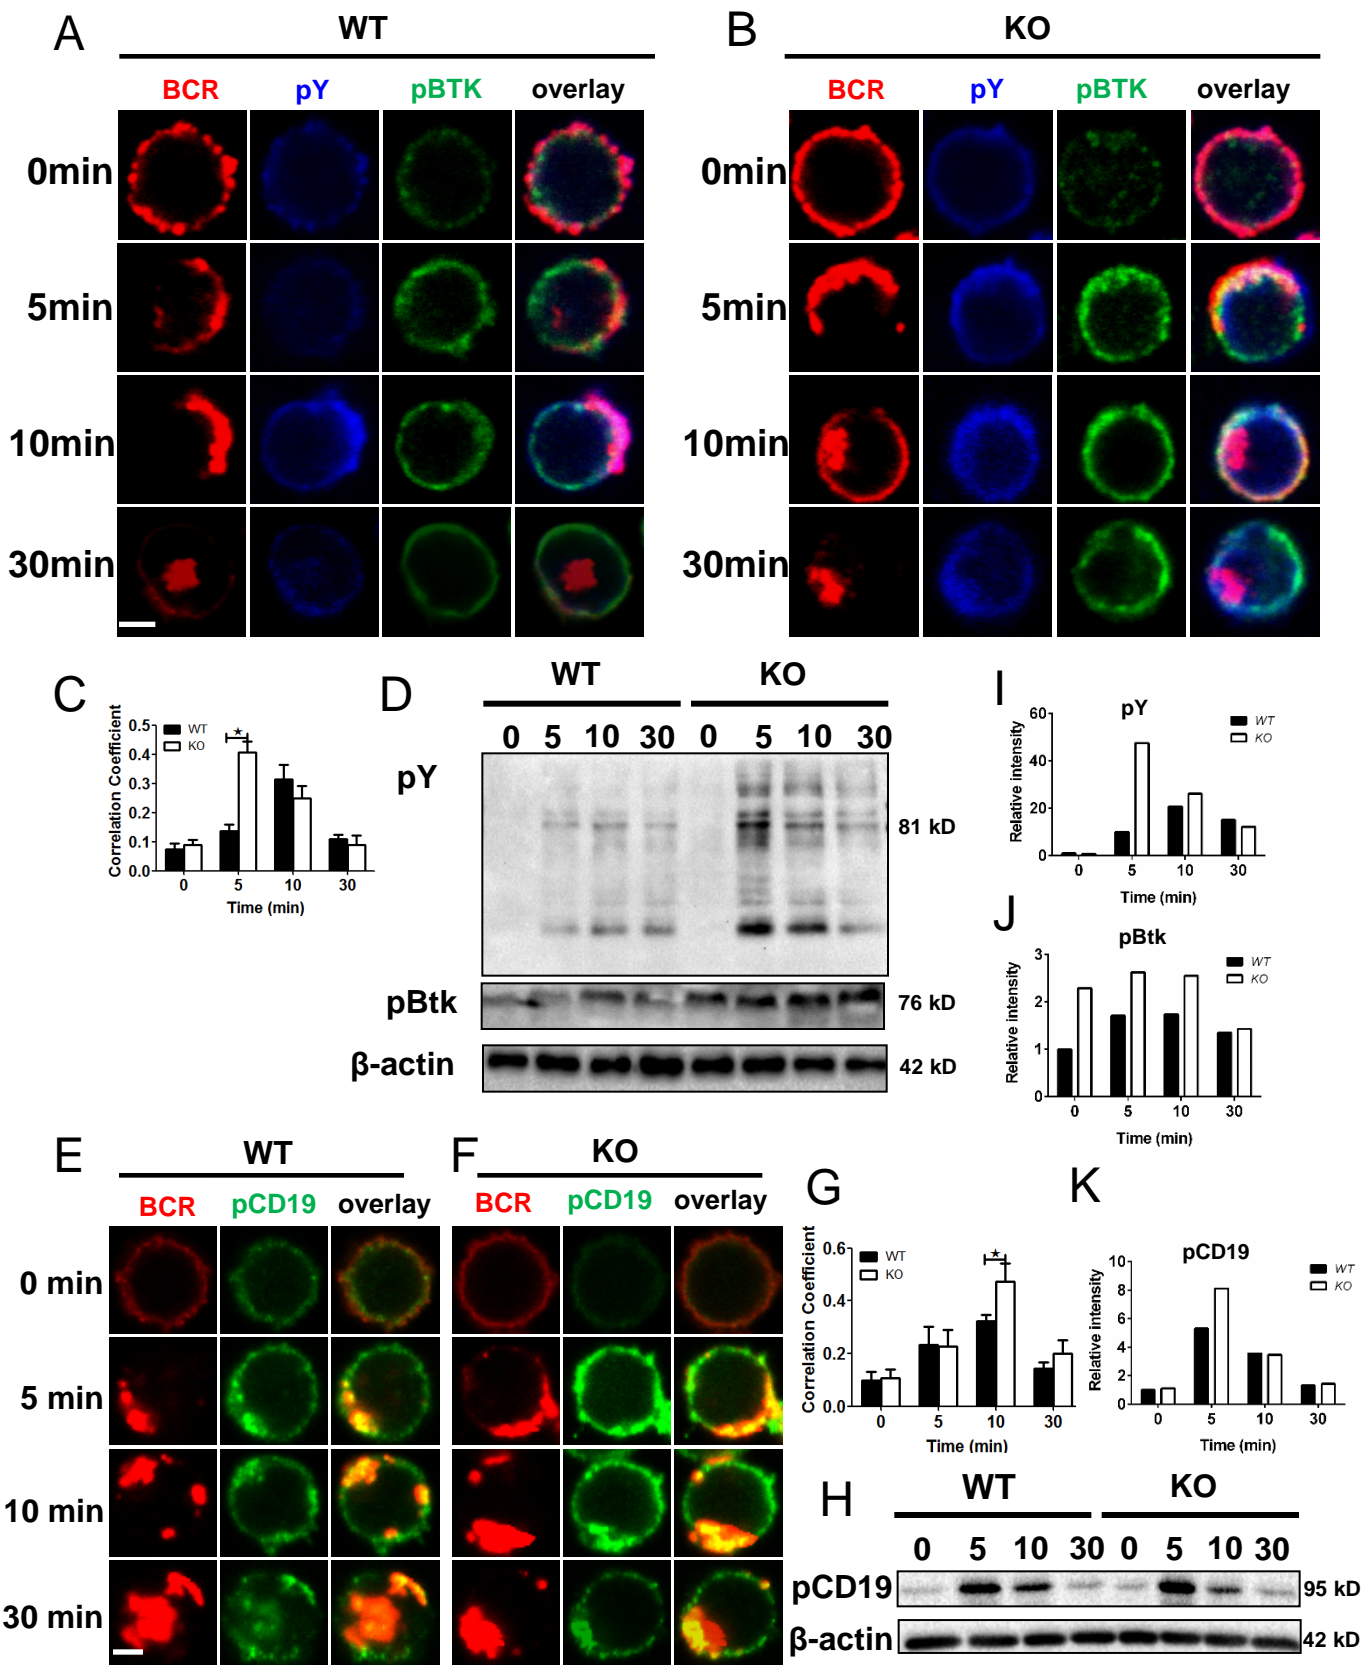 A
WT
BCR pY pBTK overlay
0min
5min
10min
30min
B
KO
BCR pY pBTK overlay
0min
5min
10min
30min
C
Correlation Coefficient
0.5
0.4
0.3
0.2
0.1
0.0
WT
KO
★
0 5 10 30
Time (min)
D
WT KO
0 5 10 30 0 5 10 30
pY
81 kD
pBtk
76 kD
β-actin
42 kD
I
pY
Relative intensity
60
40
20
0
WT
KO
0 5 10 30
Time (min)
J
pBtk
Relative intensity
3
2
1
0
WT
KO
0 5 10 30
Time (min)
E
WT
BCR pCD19 overlay
0 min
5 min
10 min
30 min
F
KO
BCR pCD19 overlay
G
Correlation Coefficient
0.6
0.4
0.2
0.0
WT
KO
★
0 5 10 30
Time (min)
K
pCD19
Relative intensity
10
8
6
4
2
0
WT
KO
0 5 10 30
Time (min)
H
WT KO
0 5 10 30 0 5 10 30
pCD19
95 kD
β-actin
42 kD